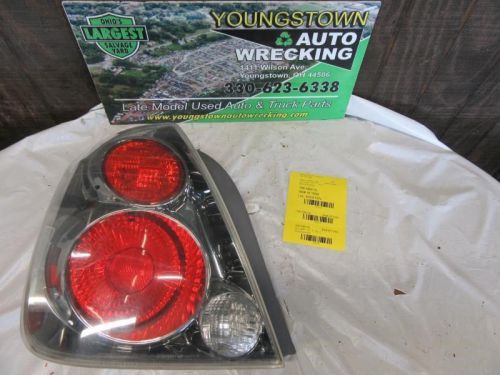 OHIO'S
LARGEST
SALVAGE
YARD
YOUNGSTOWN
AUTO
WRECKING
1411 Wilson Ave.
Youngstown, OH 44506
330-623-6338
Late Model Used Auto & Truck Parts
www.youngstownautowrecking.com